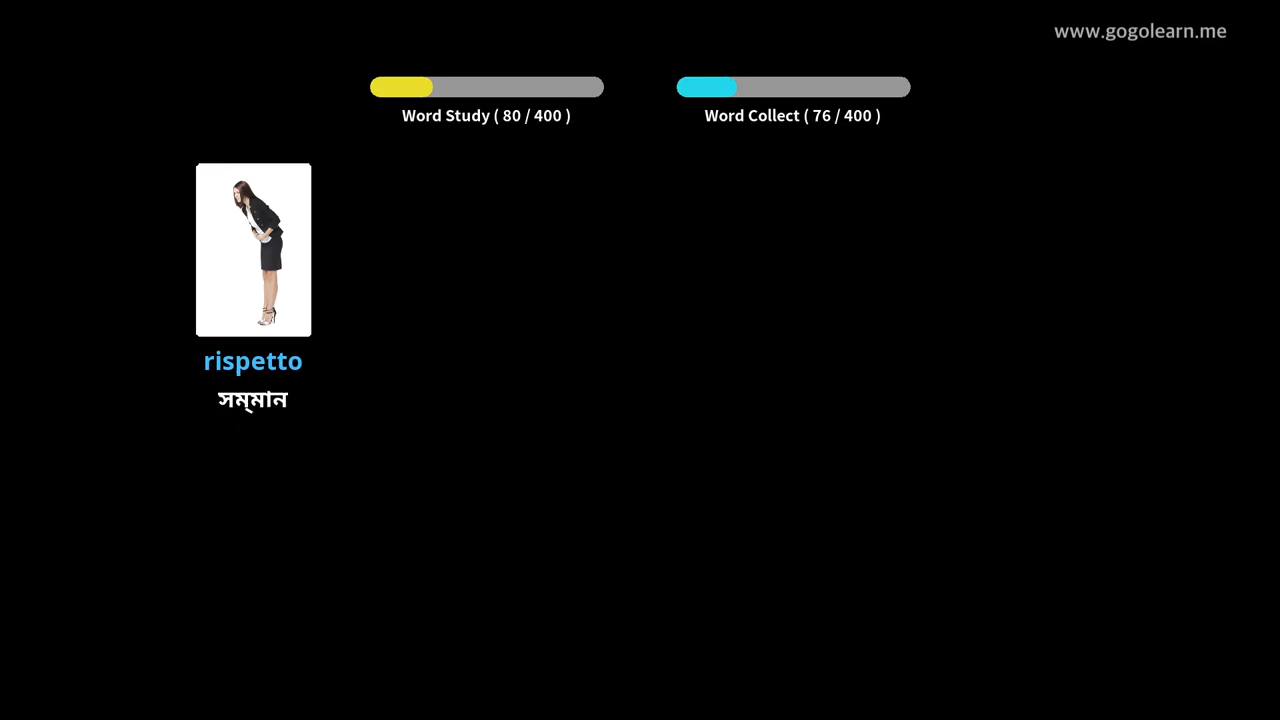 www.gogolearn.me
Word Study ( 80 / 400 )
Word Collect ( 76 / 400 )
rispetto
সম্মান